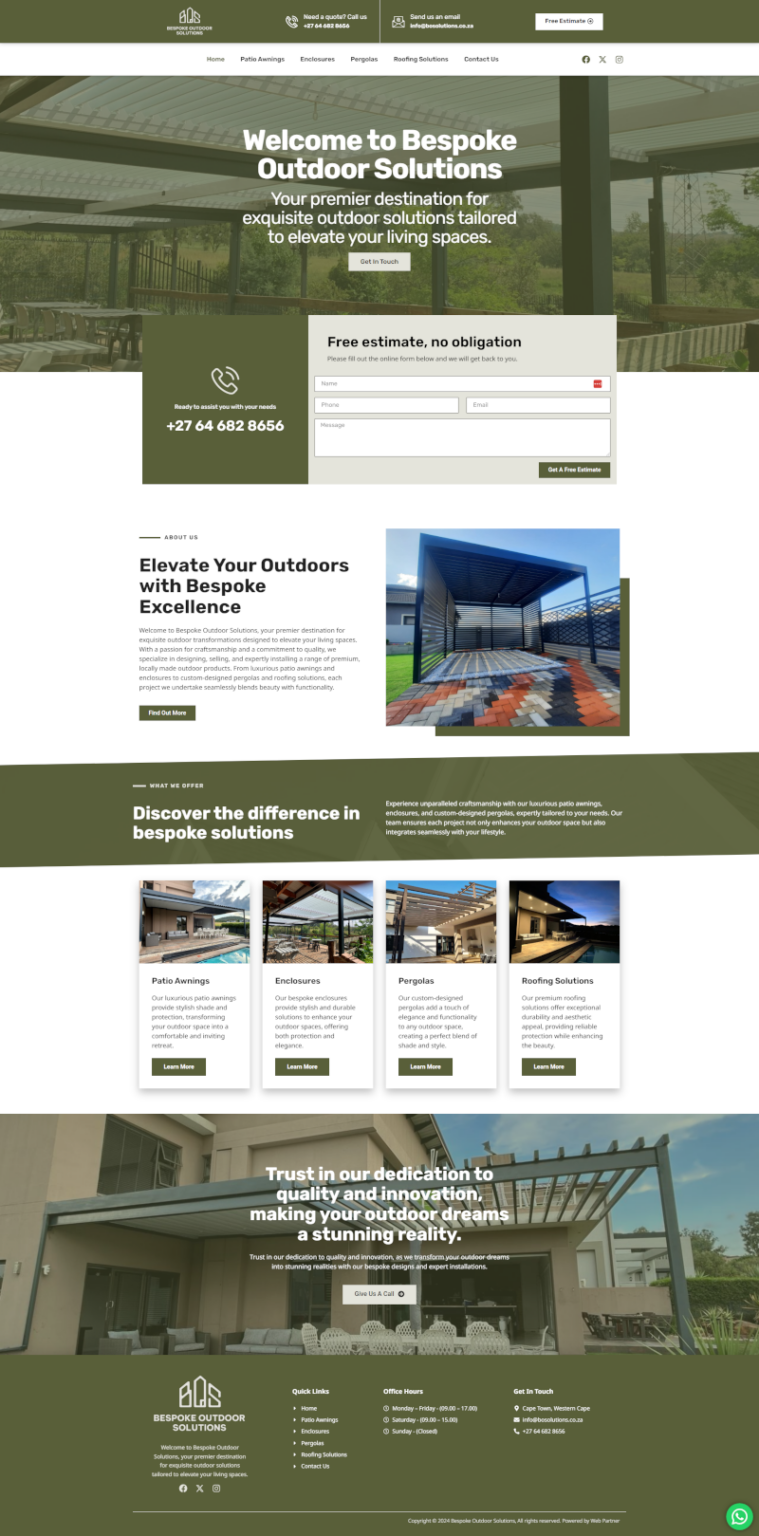 BESPOKE OUTDOOR
SOLUTIONS
Need a quote? Call us
+27 64 682 8656
Send us an email
info@bosolutions.co.za
Free Estimate
Home
Patio Awnings
Enclosures
Pergolas
Roofing Solutions
Contact Us
Welcome to Bespoke
Outdoor Solutions
Your premier destination for
exquisite outdoor solutions tailored
to elevate your living spaces.
Get In Touch
Ready to assist you with your needs
+27 64 682 8656
Free estimate, no obligation
Please fill out the online form below and we will get back to you.
Name
Phone
Email
Message
Get A Free Estimate
ABOUT US
Elevate Your Outdoors
with Bespoke
Excellence
Welcome to Bespoke Outdoor Solutions, your premier destination for
exquisite outdoor transformations designed to elevate your living spaces.
With a passion for craftsmanship and a commitment to quality, we
specialize in designing, selling, and expertly installing a range of premium,
locally made outdoor products. From luxurious patio awnings and
enclosures to custom-designed pergolas and roofing solutions, each
project we undertake seamlessly blends beauty with functionality.
Find Out More
WHAT WE OFFER
Discover the difference in
bespoke solutions
Experience unparalleled craftsmanship with our luxurious patio awnings,
enclosures, and custom-designed pergolas, expertly tailored to your needs. Our
team ensures each project not only enhances your outdoor space but also
integrates seamlessly with your lifestyle.
Patio Awnings
Our luxurious patio awnings
provide stylish shade and
protection, transforming
your outdoor space into a
comfortable and inviting
retreat.
Learn More
Enclosures
Our bespoke enclosures
provide stylish and durable
solutions to enhance your
outdoor spaces, offering
both protection and
elegance.
Learn More
Pergolas
Our custom-designed
pergolas add a touch of
elegance and functionality
to any outdoor space,
creating a perfect blend of
shade and style.
Learn More
Roofing Solutions
Our premium roofing
solutions offer exceptional
durability and aesthetic
appeal, providing reliable
protection while enhancing
the beauty.
Learn More
Trust in our dedication to
quality and innovation,
making your outdoor dreams
a stunning reality.
Trust in our dedication to quality and innovation, as we transform your outdoor dreams
into stunning realities with our bespoke designs and expert installations.
Give Us A Call
BESPOKE OUTDOOR
SOLUTIONS
Welcome to Bespoke Outdoor
Solutions, your premier destination
for exquisite outdoor solutions
tailored to elevate your living spaces.
Quick Links
Home
Patio Awnings
Enclosures
Pergolas
Roofing Solutions
Contact Us
Office Hours
Monday – Friday - (09.00 – 17.00)
Saturday - (09.00 – 15.00)
Sunday - (Closed)
Get In Touch
Cape Town, Western Cape
info@bosolutions.co.za
+27 64 682 8656
Copyright © 2024 Bespoke Outdoor Solutions, All rights reserved. Powered by Web Partner